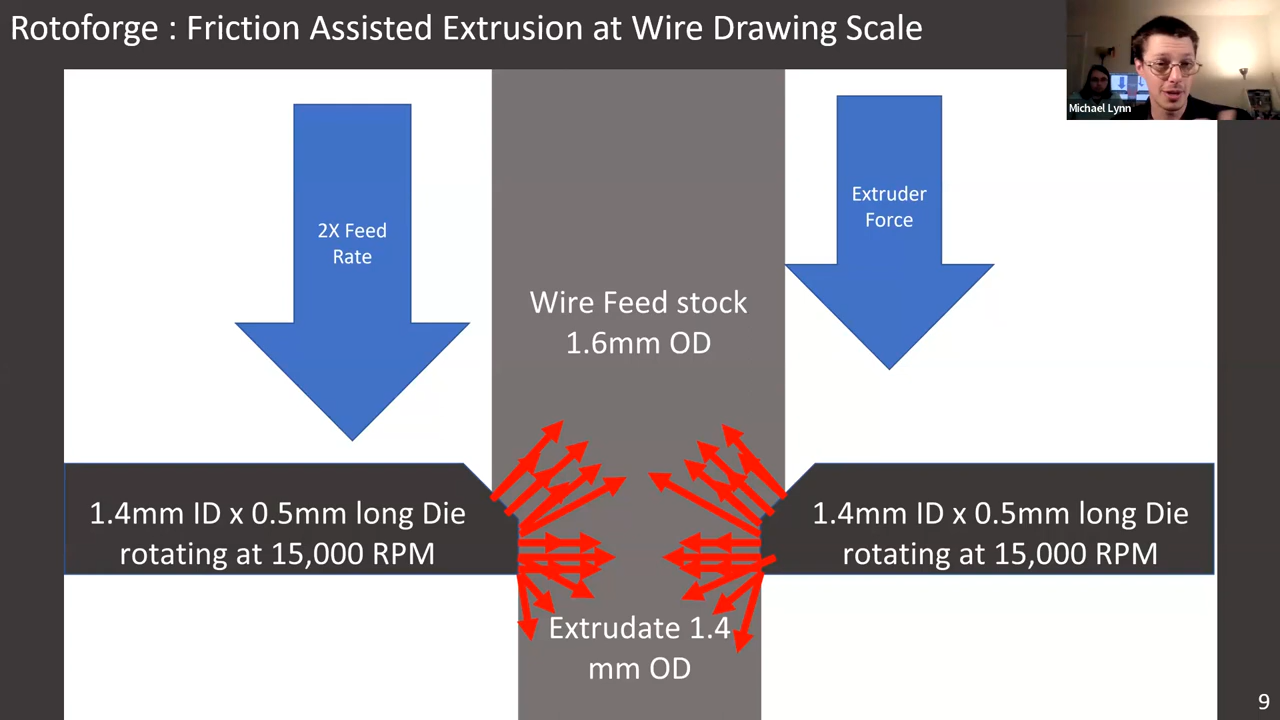 Rotoforge : Friction Assisted Extrusion at Wire Drawing Scale
Michael Lynn
2X Feed
Rate
Extruder
Force
Wire Feed stock
1.6mm OD
1.4mm ID x 0.5mm long Die
rotating at 15,000 RPM
1.4mm ID x 0.5mm long Die
rotating at 15,000 RPM
Extrudate 1.4
mm OD
9